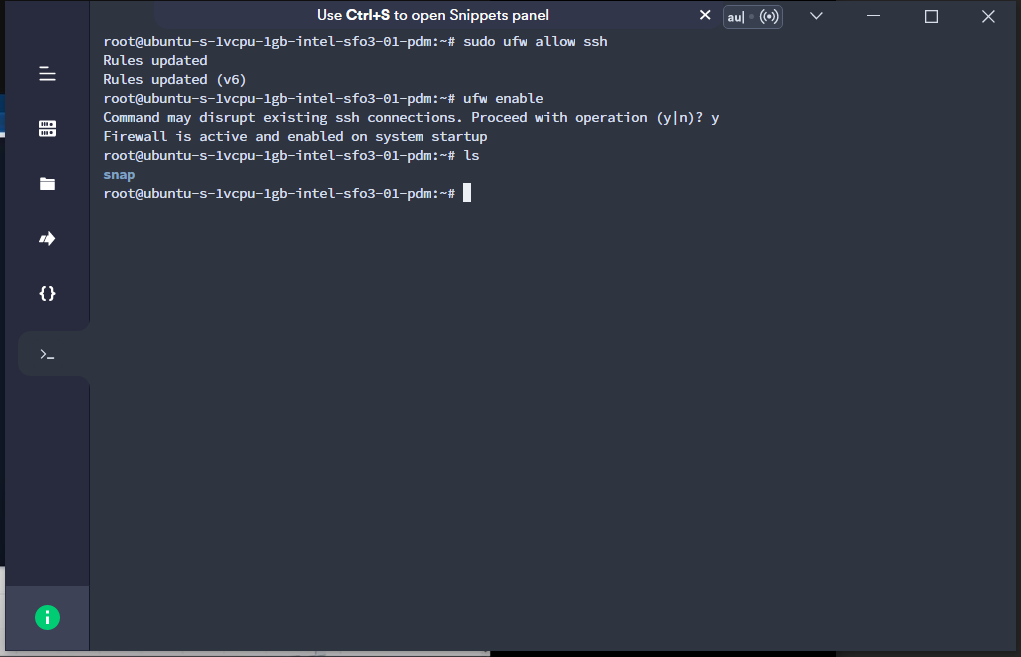 Use Ctrl+S to open Snippets panel
au|
root@ubuntu-s-1vcpu-1gb-intel-sfo3-01-pdm:~# sudo ufw allow ssh
Rules updated
Rules updated (v6)
root@ubuntu-s-1vcpu-1gb-intel-sfo3-01-pdm:~# ufw enable
Command may disrupt existing ssh connections. Proceed with operation (y|n)? y
Firewall is active and enabled on system startup
root@ubuntu-s-1vcpu-1gb-intel-sfo3-01-pdm:~# ls
snap
root@ubuntu-s-1vcpu-1gb-intel-sfo3-01-pdm:~#